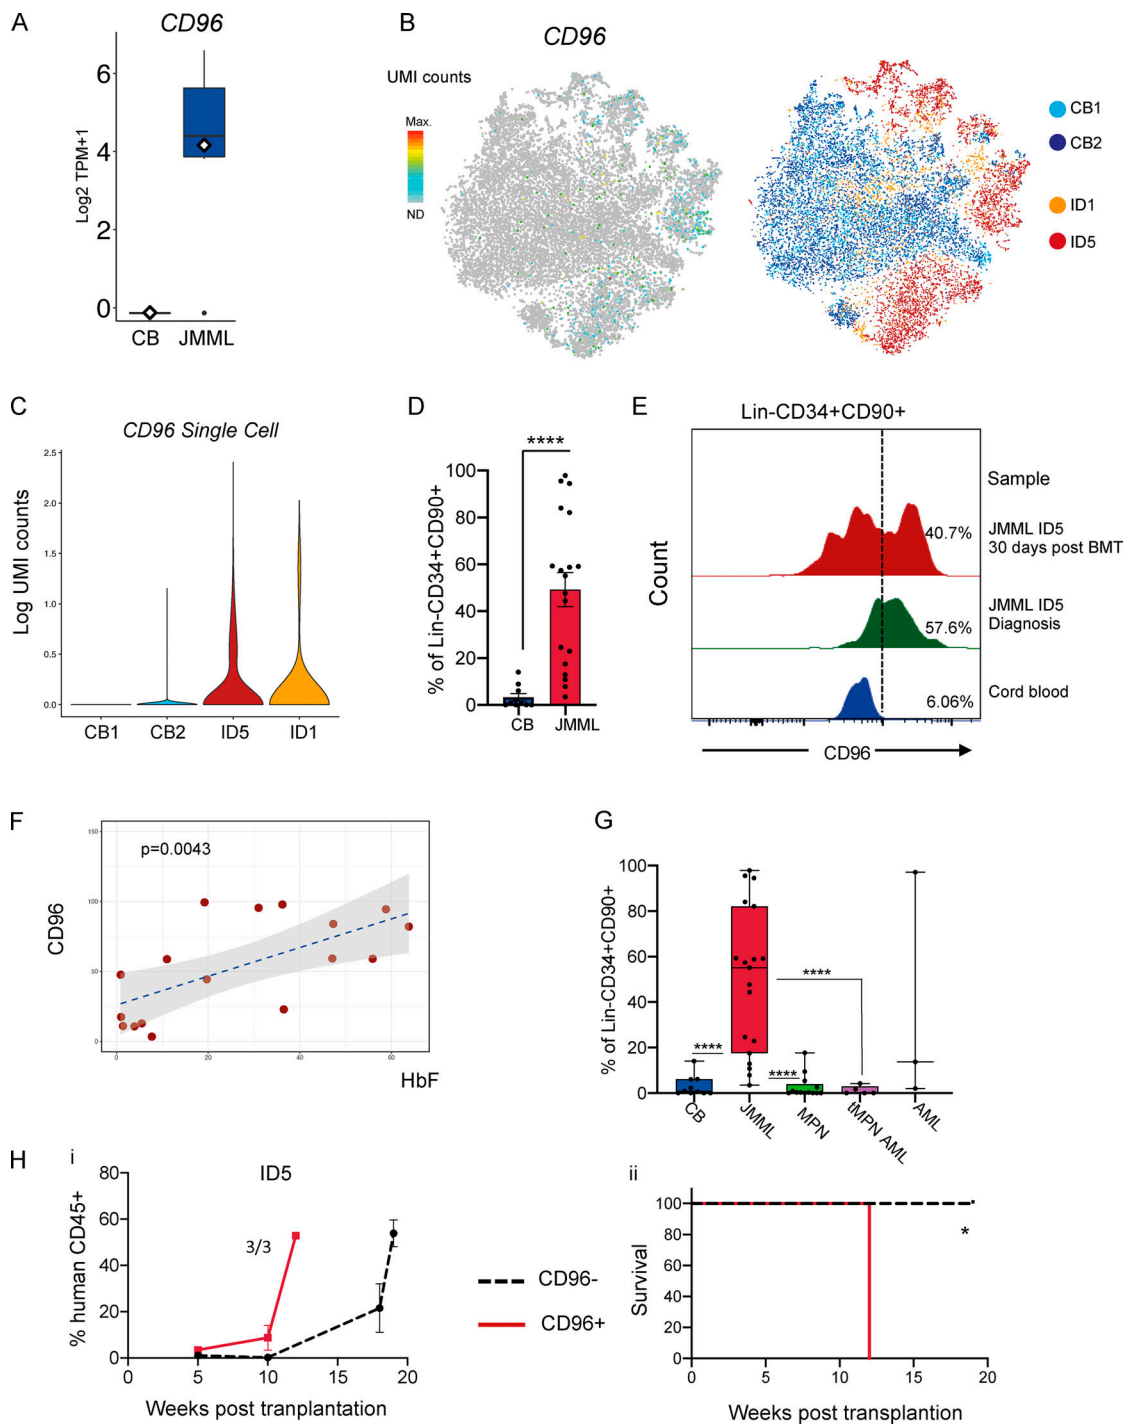 A
CD96
Log2 TPM+1
6
4
2
0
CB JMML
B
CD96
UMI counts
Max.
ND
CB1
CB2
ID1
ID5
C
CD96 Single Cell
Log UMI counts
2.5
2.0
1.5
1.0
0.5
0.0
CB1 CB2 ID5 ID1
D
****
% of Lin-CD34+CD90+
100
80
60
40
20
0
CB JMML
E
Lin-CD34+CD90+
Count
Sample
40.7%
JMML ID5
30 days post BMT
JMML ID5
Diagnosis
57.6%
Cord blood
6.06%
CD96
F
p=0.0043
CD96
150
100
50
0
0 20 40 60
HbF
G
% of Lin-CD34+CD90+
100
80
60
40
20
0
****
****
****
CB JMML MPN tMPN AML AML
H
i
ID5
% human CD45+
80
60
40
20
0
3/3
0 5 10 15 20
Weeks post tranplantation
CD96-
CD96+
ii
Survival
100
80
60
40
20
0
*
0 5 10 15 20
Weeks post transplantion